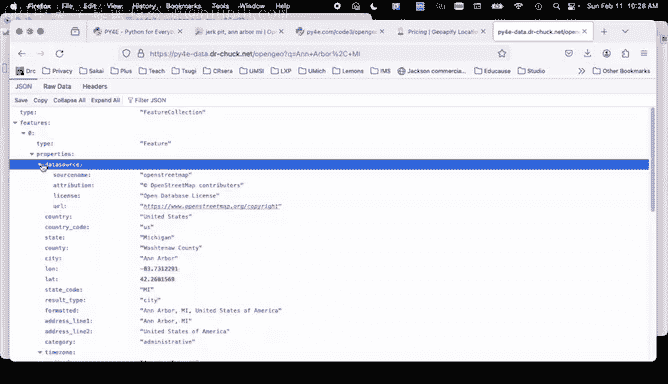 Firefox File Edit View History Bookmarks Tools Window Help Sun Feb 11 10:28 AM
PY4E - Python for Everyo jerk pit, ann arbor mi | Op py4e.com/code3/openge Pricing | Geoapify Locatio py4e-data.dr-chuck.net/openg
https://py4e-data.dr-chuck.net/opengeo?q=Ann+Arbor%2C+MI
Drc Privacy Sakai Plus Teach Tsugi CRsera UMSI LXP Lemons IMS Jackson commercia... Educause Studio Other Bookmarks
JSON Raw Data Headers
Save Copy Collapse All Expand All Filter JSON
type: "FeatureCollection"
features:
0:
type: "Feature"
properties:
datasource:
sourcename: "openstreetmap"
attribution: "© OpenStreetMap contributors"
license: "Open Database License"
url: "https://www.openstreetmap.org/copyright"
country: "United States"
country_code: "us"
state: "Michigan"
county: "Washtenaw County"
city: "Ann Arbor"
lon: -83.7312291
lat: 42.2681569
state_code: "MI"
result_type: "city"
formatted: "Ann Arbor, MI, United States of America"
address_line1: "Ann Arbor, MI"
address_line2: "United States of America"
category: "administrative"
timezone: